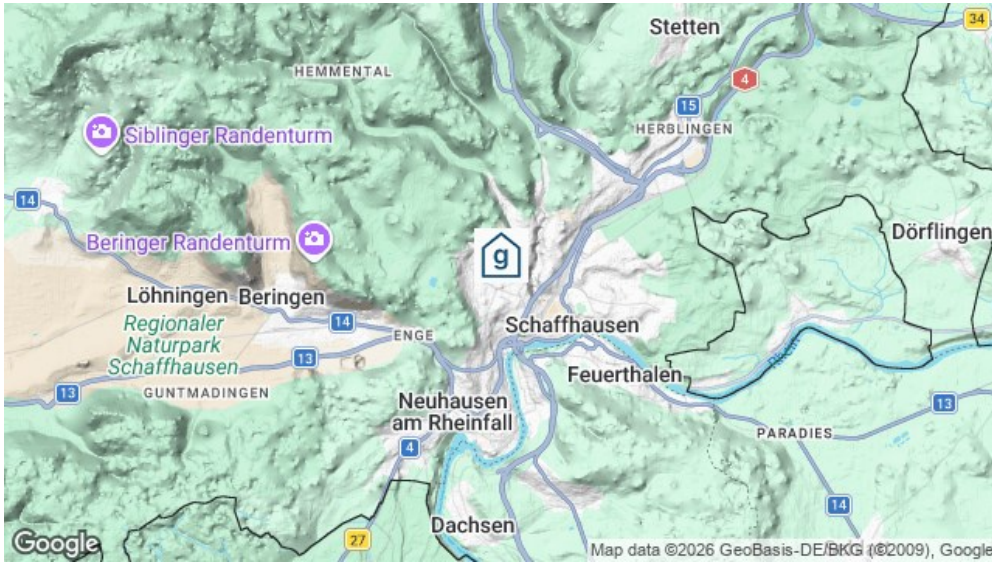 Stetten
34
4
HEMMENTAL
15
HERBLINGEN
Siblinger Randenturm
14
Beringer Randenturm
Dörflingen
g
Löhningen
Beringen
14
Schaffhausen
Regionaler
Naturpark
Schaffhausen
ENGE
13
Rhein
Feuerthalen
13
GUNTMADINGEN
Neuhausen
am Rheinfall
13
PARADIES
4
14
Dachsen
27
Google
Map data ©2026 GeoBasis-DE/BKG (©2009), Google